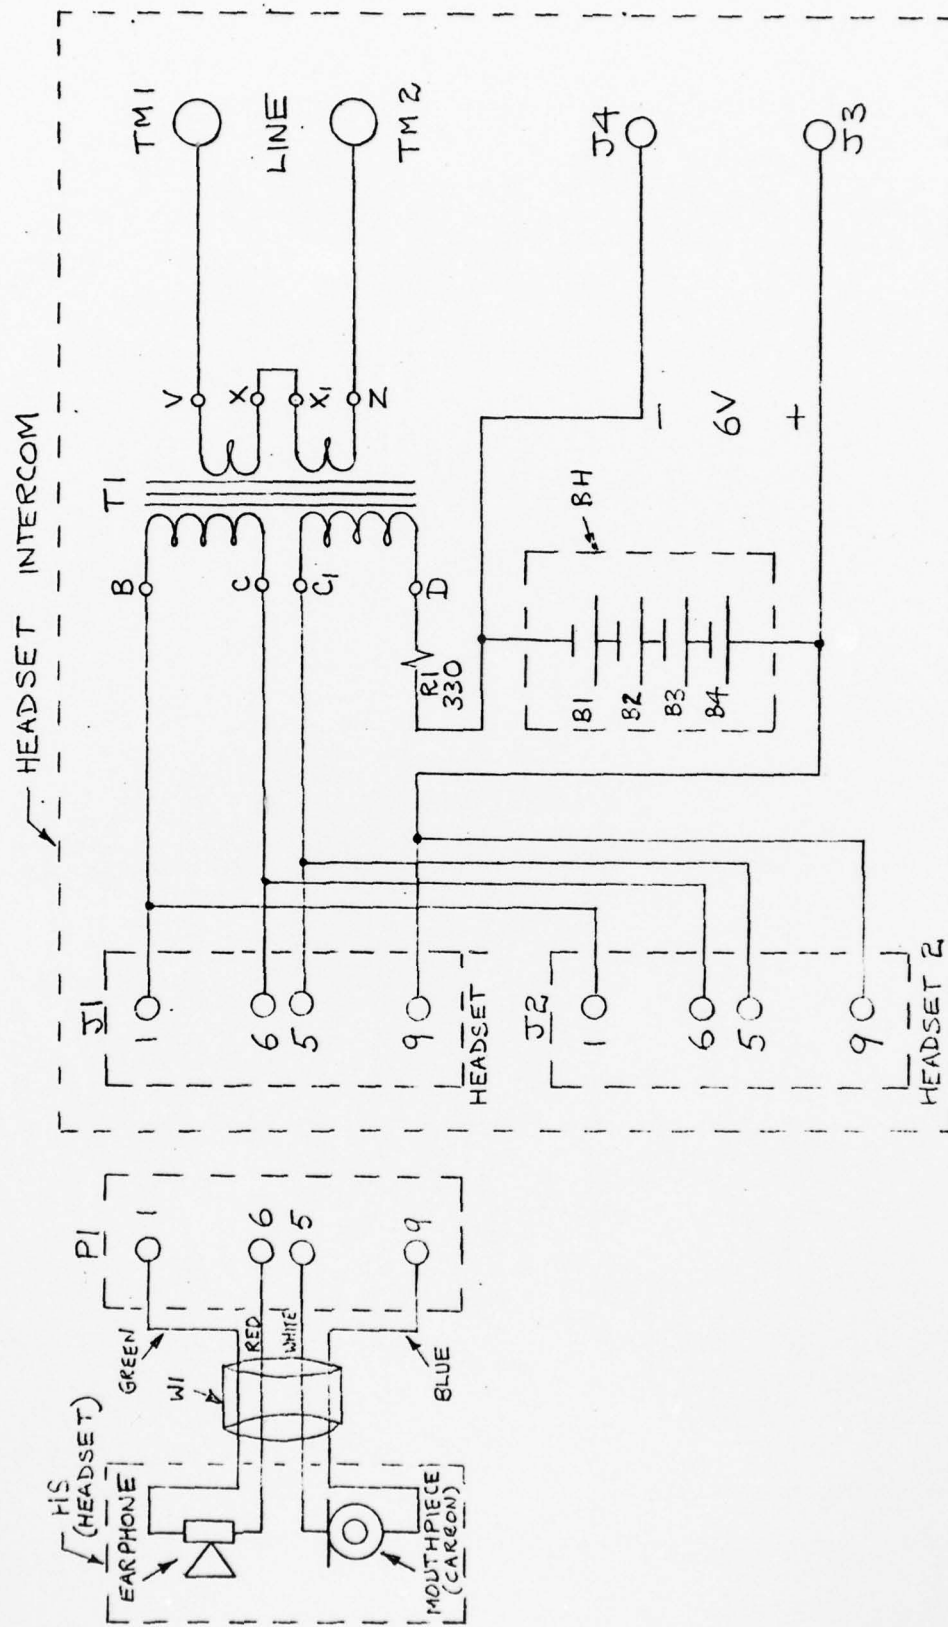 HEADSET INTERCOM
HS
(HEADSET)
EARPHONE
MOUTHPIECE
(CARRON)
W1
GREEN
RED
WHITE
BLUE
P1
1
6
5
9
J1
1
6
5
9
HEADSET
J2
1
6
5
9
HEADSET 2
T1
B
C
C1
D
R1
330
V
X
X1
Z
TM1
LINE
TM2
BH
B1
B2
B3
B4
−
6V
+
J4
J3